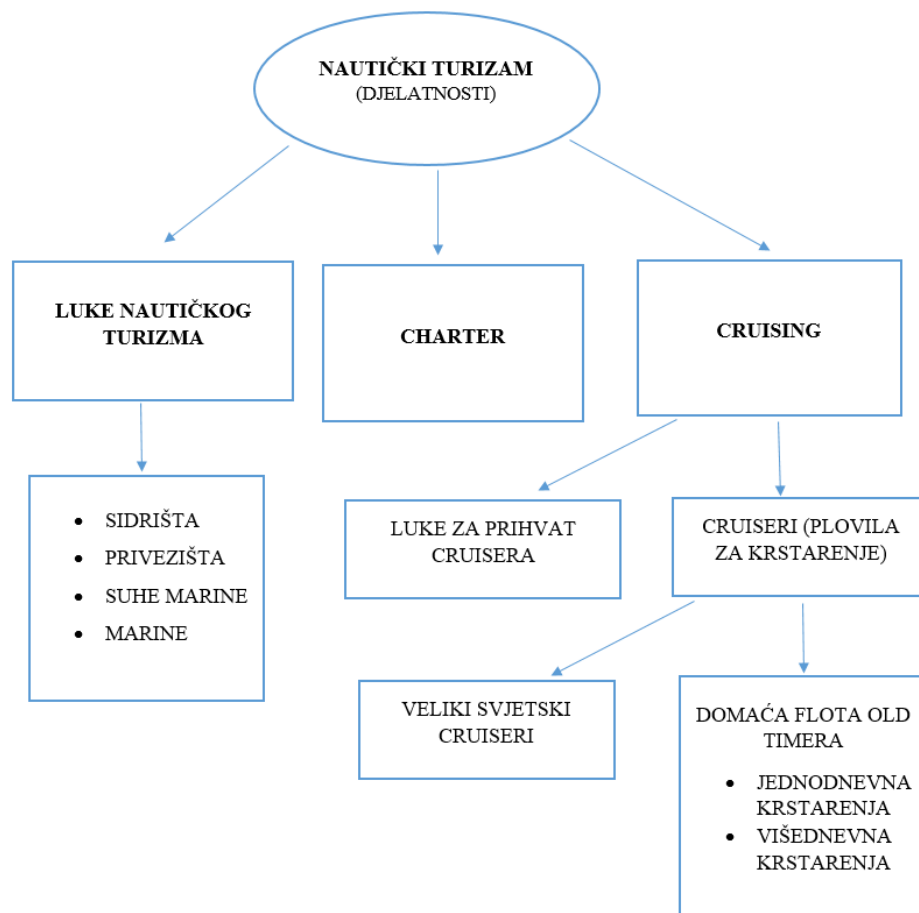 NAUTIČKI TURIZAM
(DJELATNOSTI)
LUKE NAUTIČKOG
TURIZMA
CHARTER
CRUISING
• SIDRIŠTA
• PRIVEZIŠTA
• SUHE MARINE
• MARINE
LUKE ZA PRIHVAT
CRUISERA
CRUISERI (PLOVILA
ZA KRSTARENJE)
VELIKI SVJETSKI
CRUISERI
DOMAĆA FLOTA OLD
TIMERA
• JEDNODNEVNA
KRSTARENJA
• VIŠEDNEVNA
KRSTARENJA